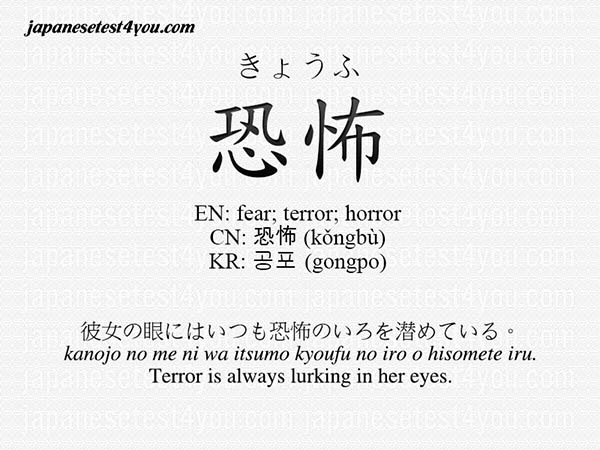 japanesetest4you.com
きょうふ
恐怖
EN: fear; terror; horror
CN: 恐怖 (kǒngbù)
KR: 공포 (gongpo)
彼女の眼にはいつも恐怖のいろを潜めている。
kanojo no me ni wa itsumo kyoufu no iro o hisomete iru.
Terror is always lurking in her eyes.